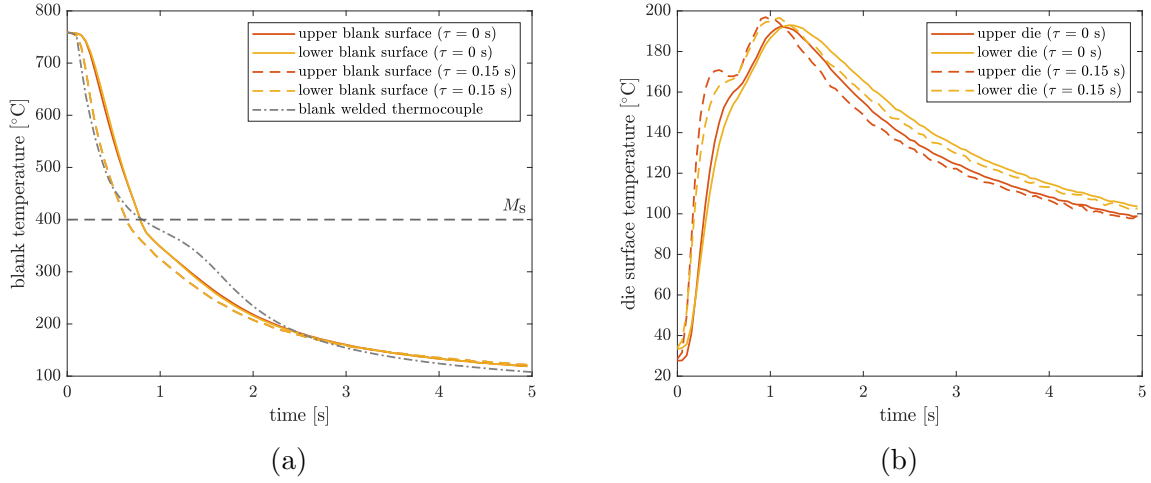 800
700
600
500
400
300
200
100
blank temperature [°C]
0
1
2
3
4
5
time [s]
upper blank surface (τ = 0 s)
lower blank surface (τ = 0 s)
upper blank surface (τ = 0.15 s)
lower blank surface (τ = 0.15 s)
blank welded thermocouple
M_S
(a)
200
180
160
140
120
100
80
60
40
20
die surface temperature [°C]
0
1
2
3
4
5
time [s]
upper die (τ = 0 s)
lower die (τ = 0 s)
upper die (τ = 0.15 s)
lower die (τ = 0.15 s)
(b)